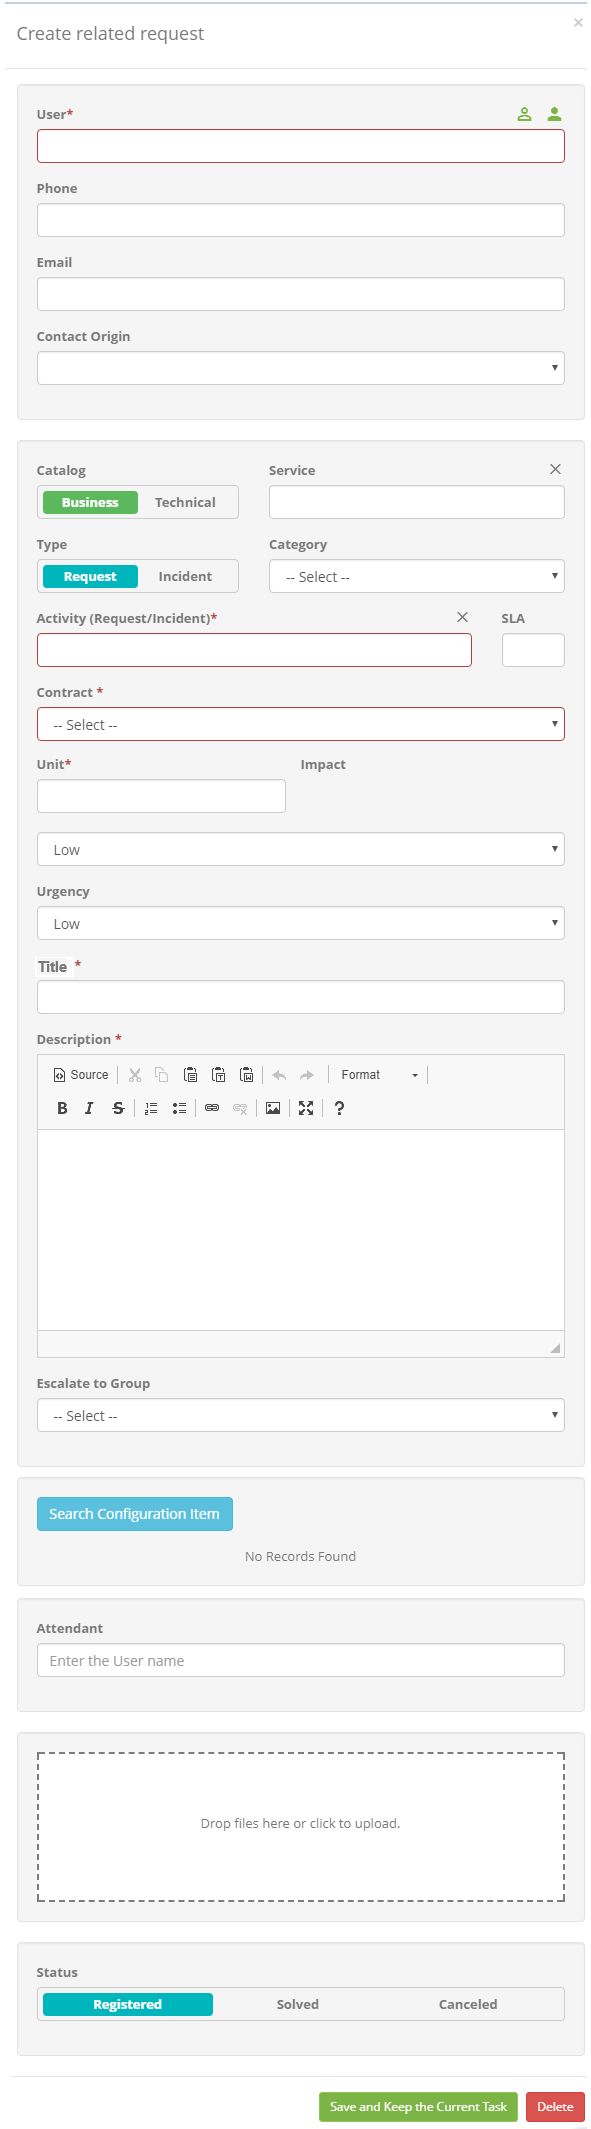 Create related request
×
User*
Phone
Email
Contact Origin
Catalog
Service
Business Technical
Type
Category
Request Incident
-- Select --
Activity (Request/Incident)*
SLA
Contract *
-- Select --
Unit*
Impact
Low
Urgency
Low
Title *
Description *
Source Format
B I S ?
Escalate to Group
-- Select --
Search Configuration Item
No Records Found
Attendant
Enter the User name
Drop files here or click to upload.
Status
Registered Solved Canceled
Save and Keep the Current Task Delete